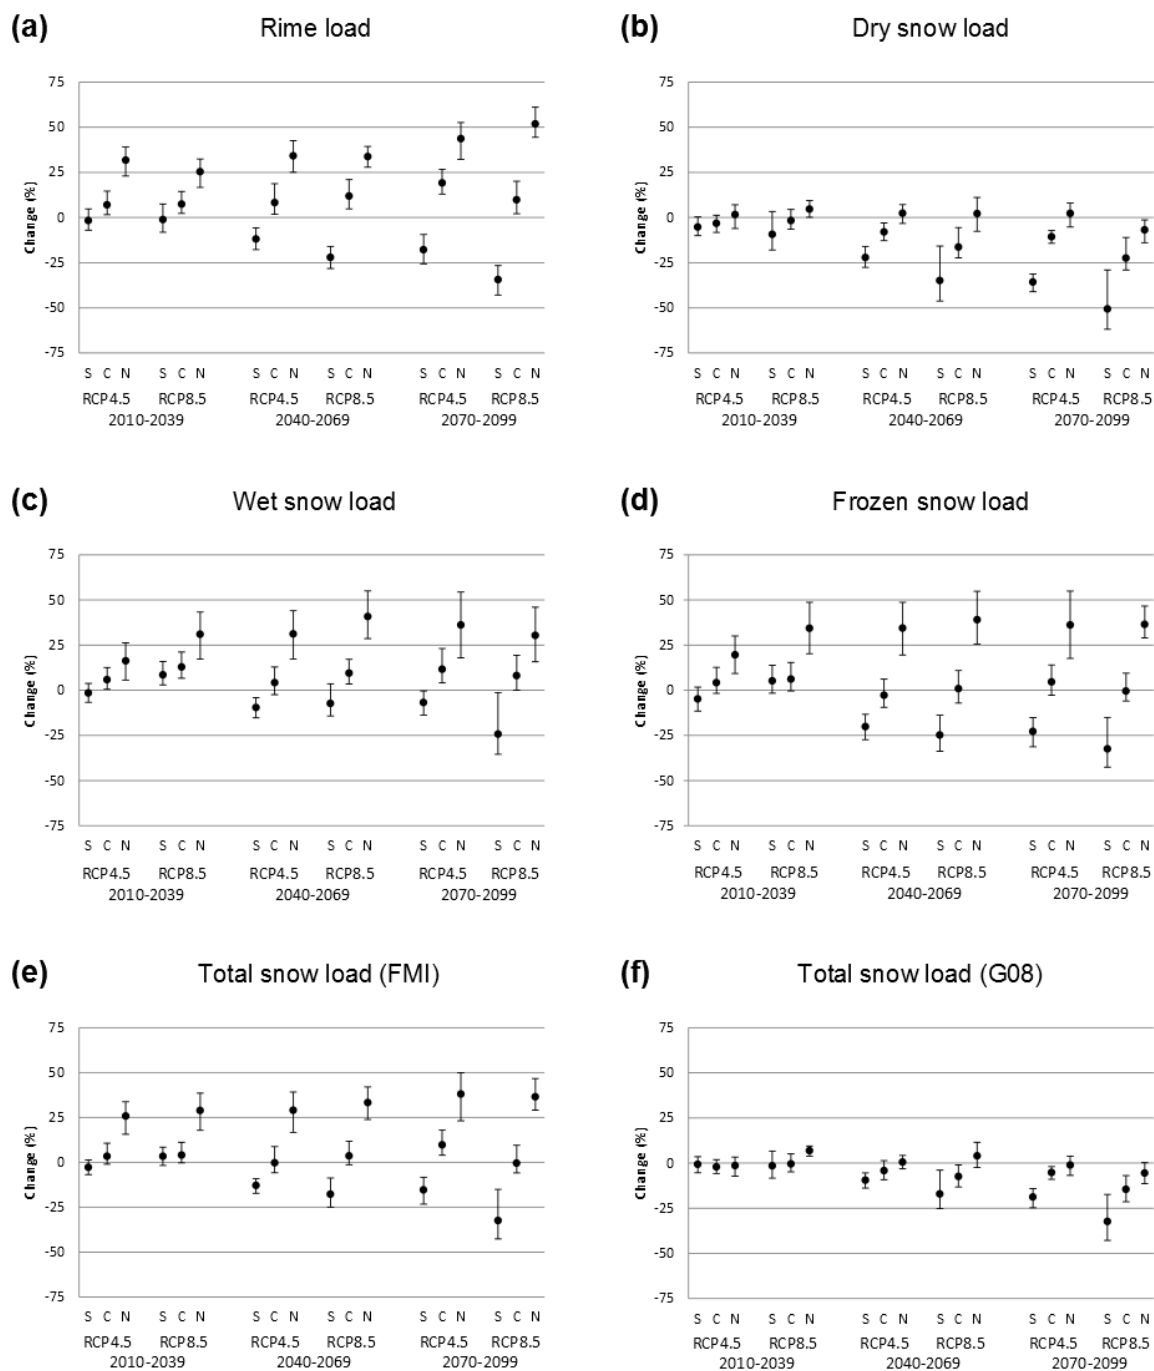 (a) Rime load
75
50
25
0
-25
-50
-75
Change (%)
S C N S C N S C N S C N S C N S C N
RCP4.5 RCP8.5 RCP4.5 RCP8.5 RCP4.5 RCP8.5
2010-2039 2040-2069 2070-2099
(b) Dry snow load
75
50
25
0
-25
-50
-75
Change (%)
S C N S C N S C N S C N S C N S C N
RCP4.5 RCP8.5 RCP4.5 RCP8.5 RCP4.5 RCP8.5
2010-2039 2040-2069 2070-2099
(c) Wet snow load
75
50
25
0
-25
-50
-75
Change (%)
S C N S C N S C N S C N S C N S C N
RCP4.5 RCP8.5 RCP4.5 RCP8.5 RCP4.5 RCP8.5
2010-2039 2040-2069 2070-2099
(d) Frozen snow load
75
50
25
0
-25
-50
-75
Change (%)
S C N S C N S C N S C N S C N S C N
RCP4.5 RCP8.5 RCP4.5 RCP8.5 RCP4.5 RCP8.5
2010-2039 2040-2069 2070-2099
(e) Total snow load (FMI)
75
50
25
0
-25
-50
-75
Change (%)
S C N S C N S C N S C N S C N S C N
RCP4.5 RCP8.5 RCP4.5 RCP8.5 RCP4.5 RCP8.5
2010-2039 2040-2069 2070-2099
(f) Total snow load (G08)
75
50
25
0
-25
-50
-75
Change (%)
S C N S C N S C N S C N S C N S C N
RCP4.5 RCP8.5 RCP4.5 RCP8.5 RCP4.5 RCP8.5
2010-2039 2040-2069 2070-2099